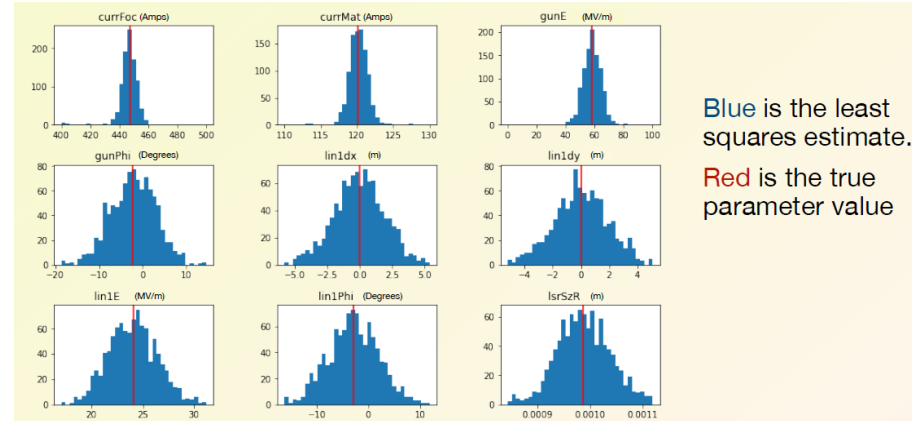 currFoc (Amps)
currMat (Amps)
gunE (MV/m)
200
100
0
400 420 440 460 480 500
150
100
50
0
110 115 120 125 130
200
150
100
50
0
0 20 40 60 80 100
gunPhi (Degrees)
lin1dx (m)
lin1dy (m)
80
60
40
20
0
−20 −10 0 10
60
40
20
0
−5.0 −2.5 0.0 2.5 5.0
80
60
40
20
0
−4 −2 0 2 4
lin1E (MV/m)
lin1Phi (Degrees)
lsrSzR (m)
60
40
20
0
20 25 30
60
40
20
0
−10 0 10
60
40
20
0
0.0009 0.0010 0.0011
Blue is the least
squares estimate.
Red is the true
parameter value